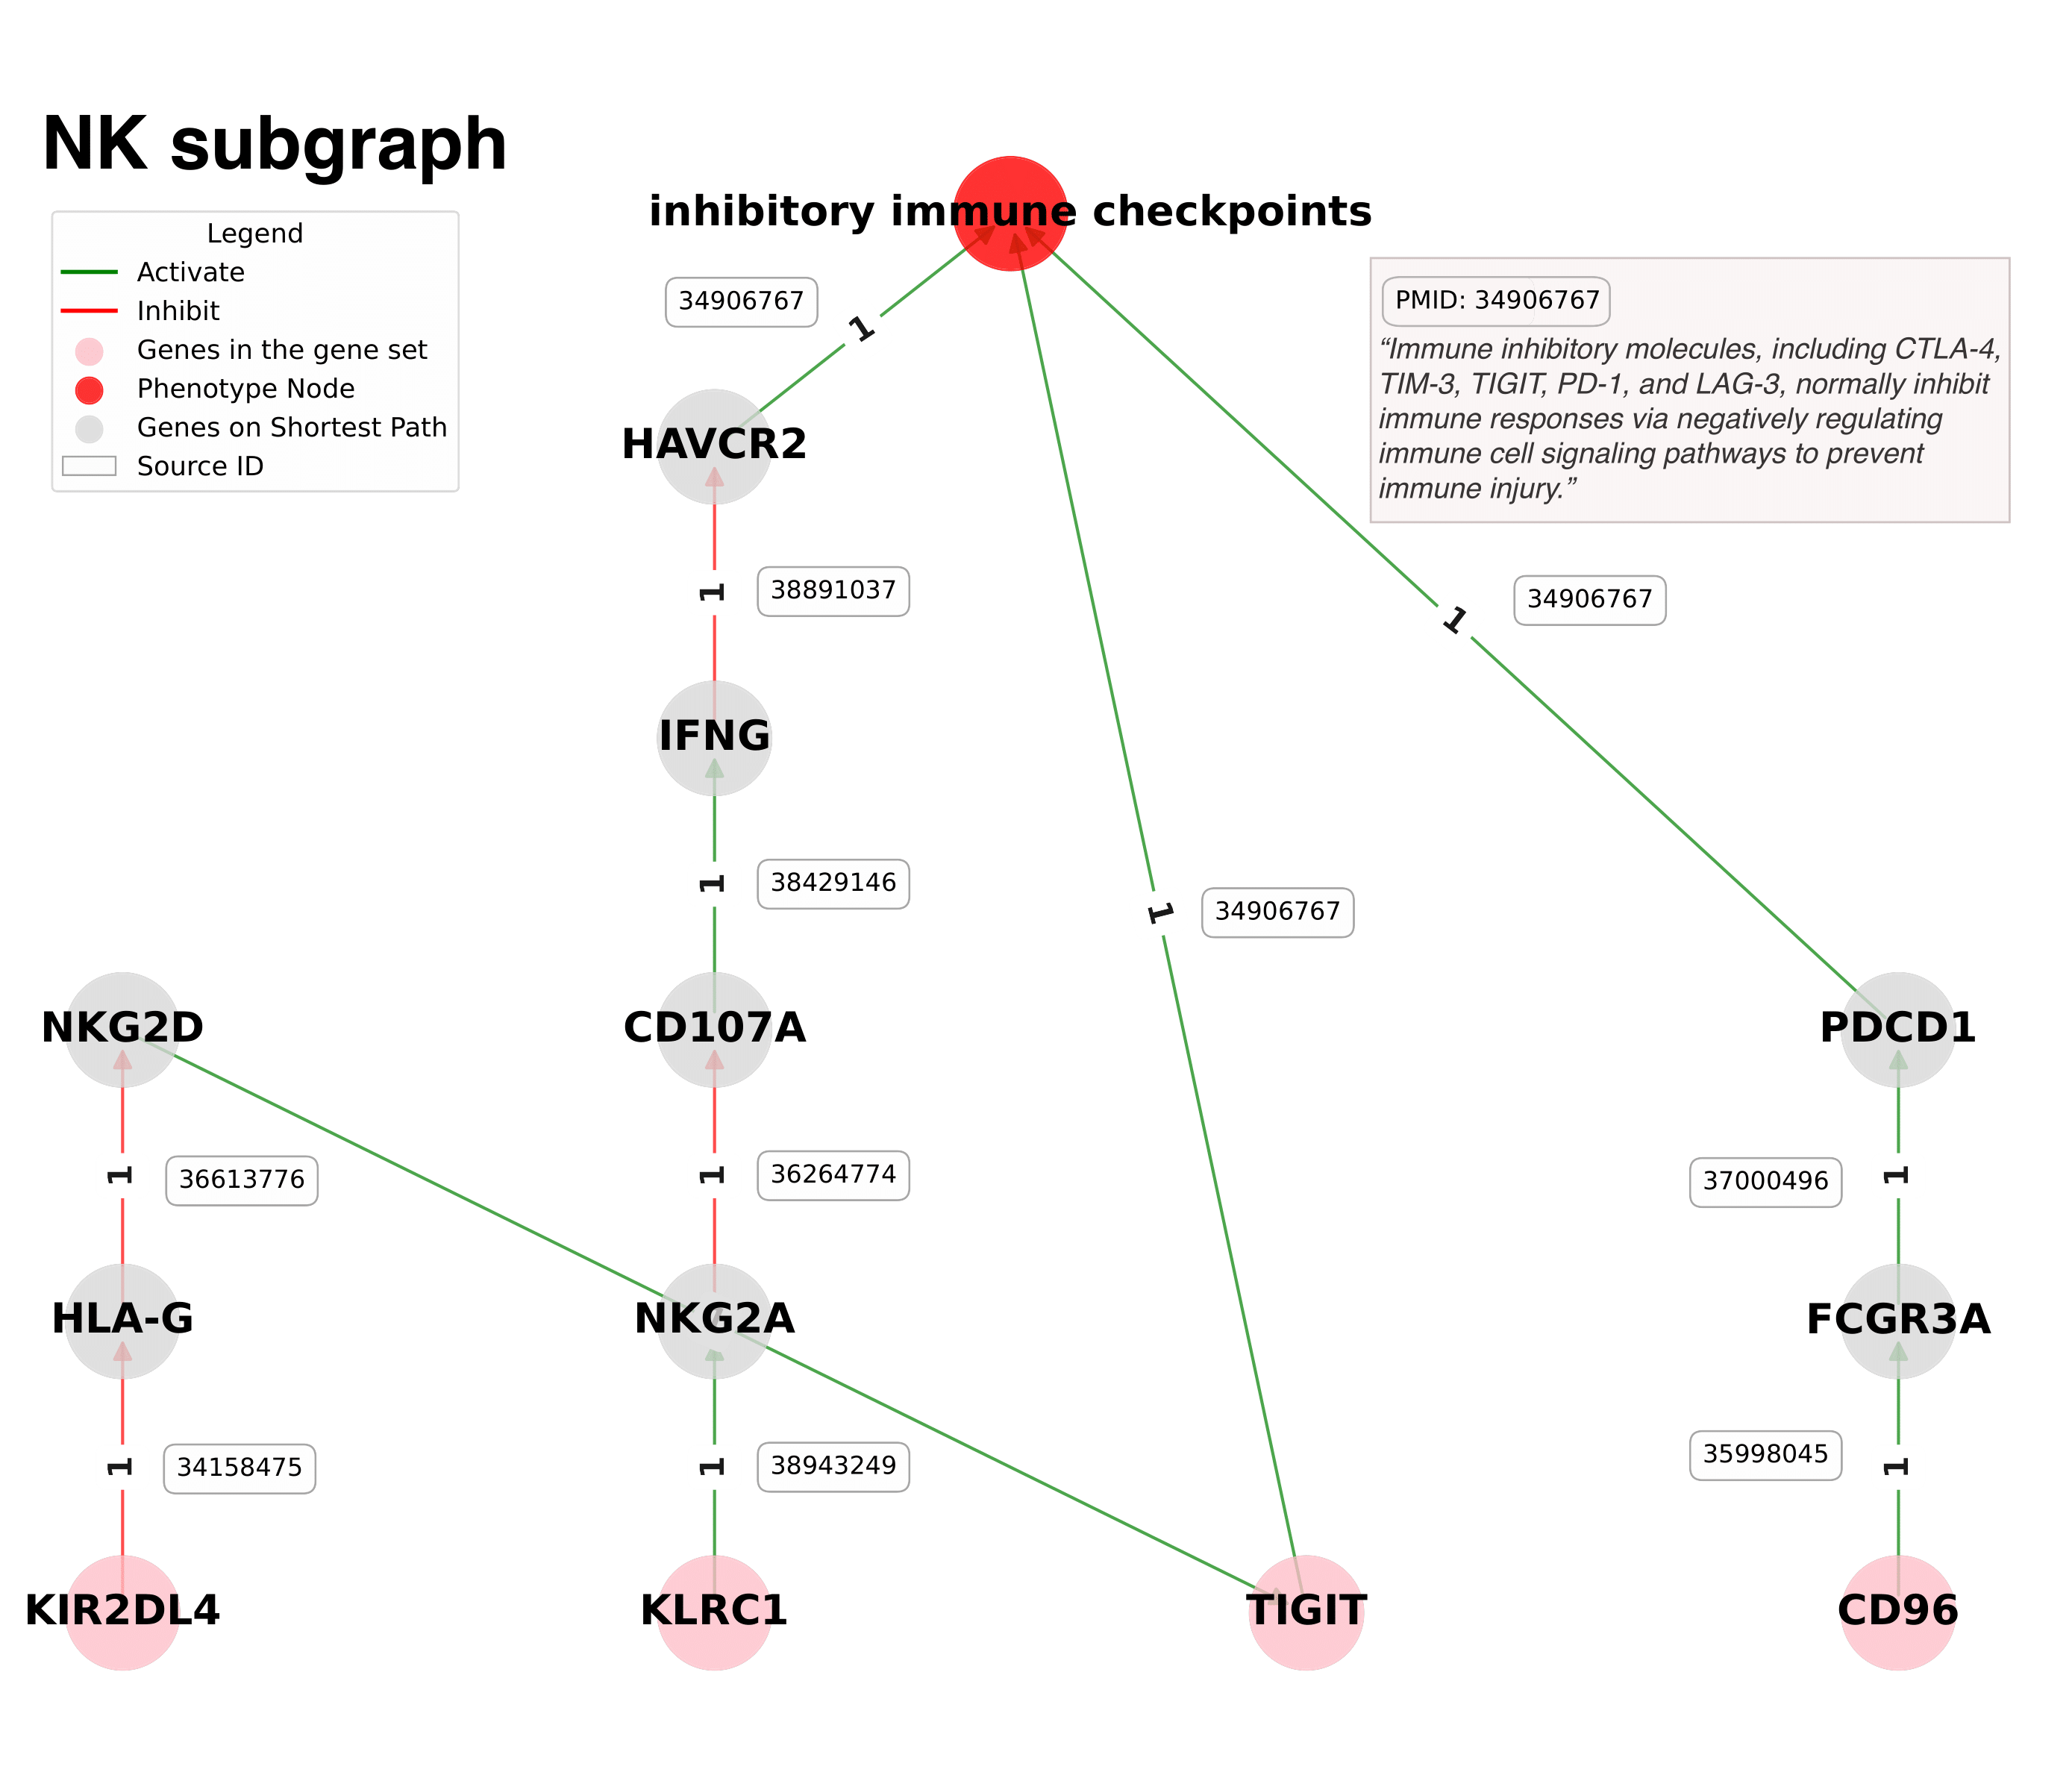 NK subgraph
Legend
Activate
Inhibit
Genes in the gene set
Phenotype Node
Genes on Shortest Path
Source ID
inhibitory immune checkpoints
PMID: 34906767
“Immune inhibitory molecules, including CTLA-4,
TIM-3, TIGIT, PD-1, and LAG-3, normally inhibit
immune responses via negatively regulating
immune cell signaling pathways to prevent
immune injury.”
34906767
1
HAVCR2
1
38891037
34906767
1
IFNG
1
38429146
1
34906767
NKG2D
CD107A
PDCD1
1
36613776
1
36264774
37000496
1
HLA-G
NKG2A
FCGR3A
1
34158475
1
38943249
35998045
1
KIR2DL4
KLRC1
TIGIT
CD96